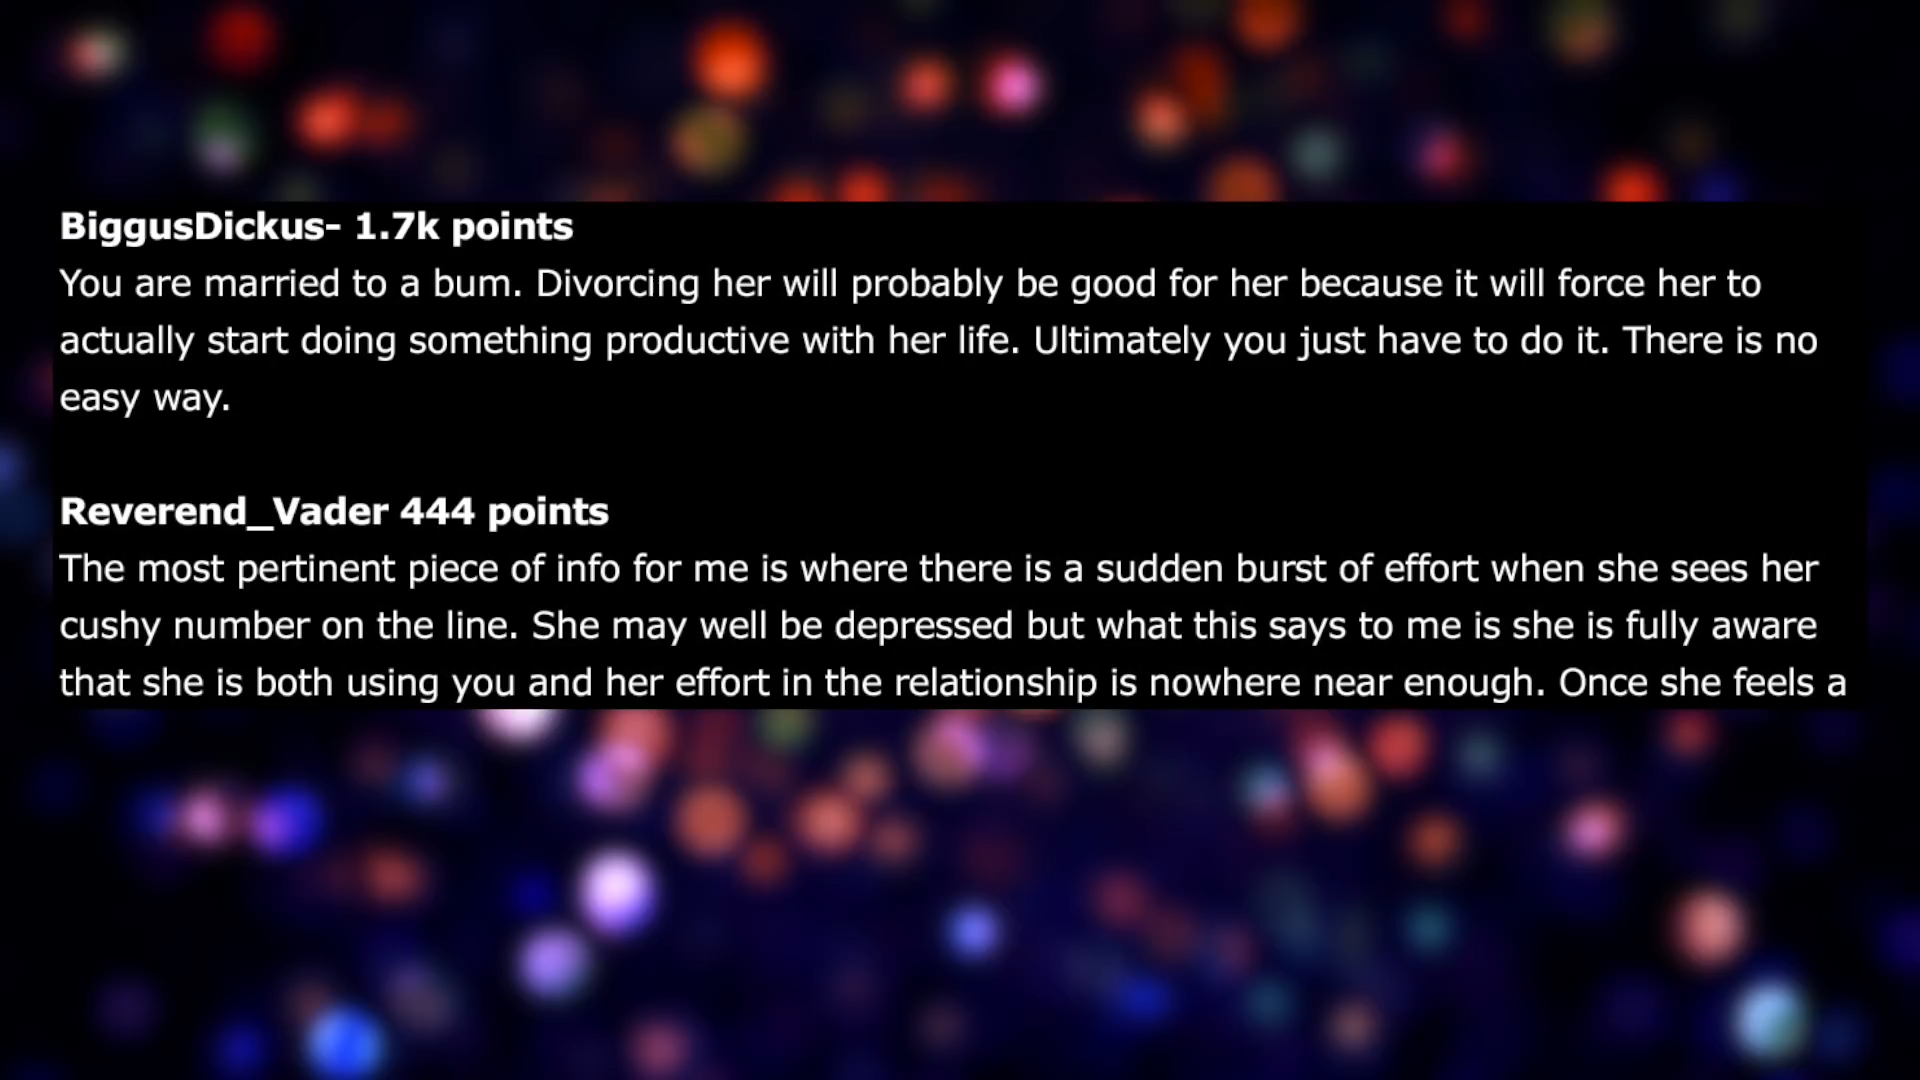 BiggusDickus- 1.7k points
You are married to a bum. Divorcing her will probably be good for her because it will force her to
actually start doing something productive with her life. Ultimately you just have to do it. There is no
easy way.
Reverend_Vader 444 points
The most pertinent piece of info for me is where there is a sudden burst of effort when she sees her
cushy number on the line. She may well be depressed but what this says to me is she is fully aware
that she is both using you and her effort in the relationship is nowhere near enough. Once she feels a